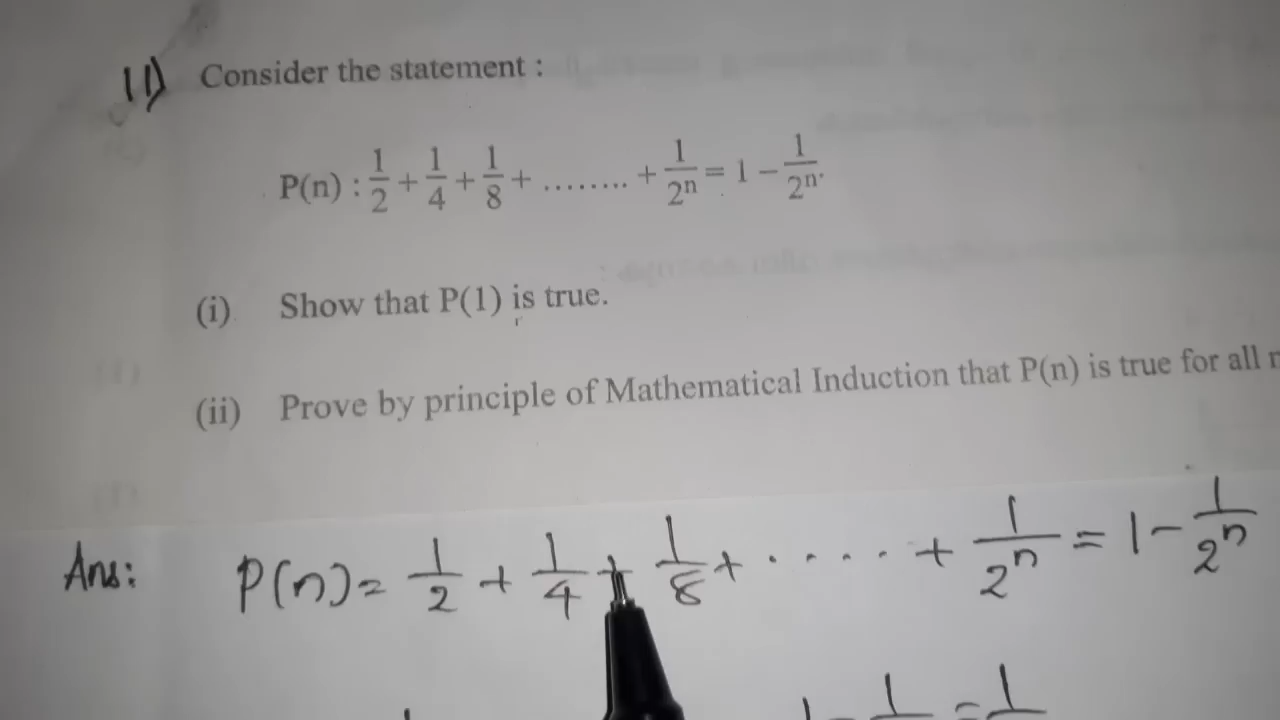 11) Consider the statement :
P(n) : 1/2 + 1/4 + 1/8 + ........ + 1/2ⁿ = 1 − 1/2ⁿ.
(i) Show that P(1) is true.
(ii) Prove by principle of Mathematical Induction that P(n) is true for all
Ans: P(n) = 1/2 + 1/4 + 1/8 + ..... + 1/2ⁿ = 1 − 1/2ⁿ